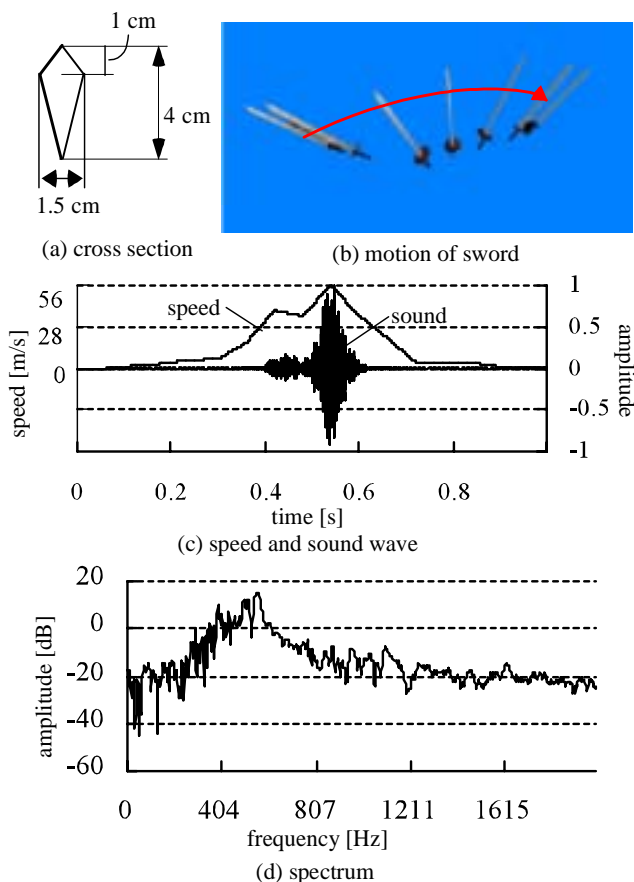 1 cm
4 cm
1.5 cm
(a) cross section
(b) motion of sword
56
28
0
speed [m/s]
speed
sound
1
0.5
0
-0.5
-1
amplitude
0 0.2 0.4 0.6 0.8
time [s]
(c) speed and sound wave
20
0
-20
-40
-60
amplitude [dB]
0 404 807 1211 1615
frequency [Hz]
(d) spectrum